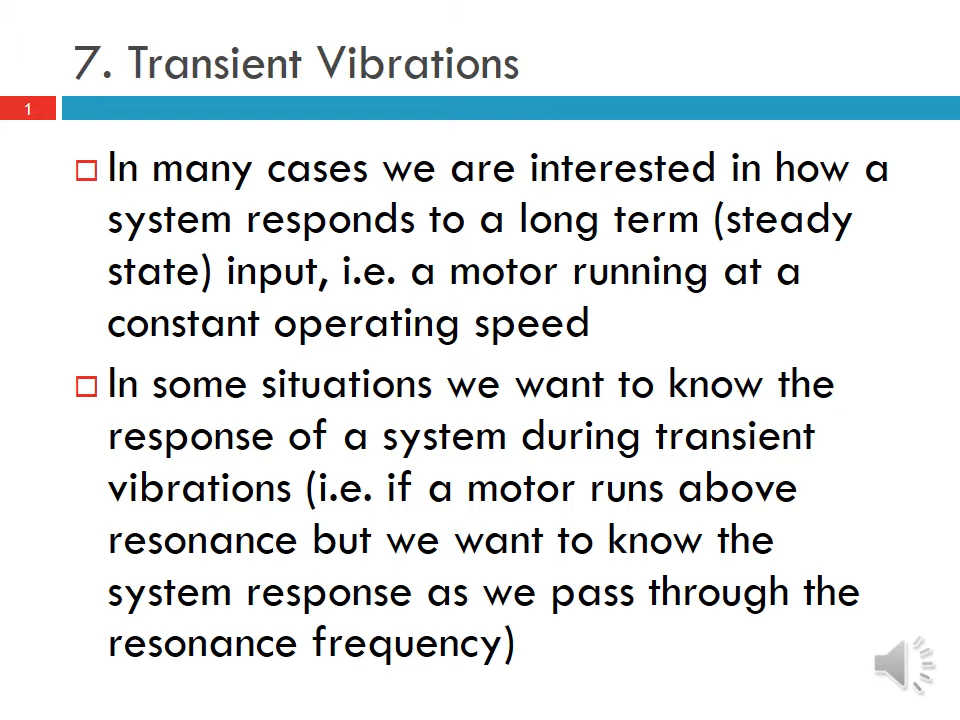 7. Transient Vibrations
1
In many cases we are interested in how a
system responds to a long term (steady
state) input, i.e. a motor running at a
constant operating speed
In some situations we want to know the
response of a system during transient
vibrations (i.e. if a motor runs above
resonance but we want to know the
system response as we pass through the
resonance frequency)